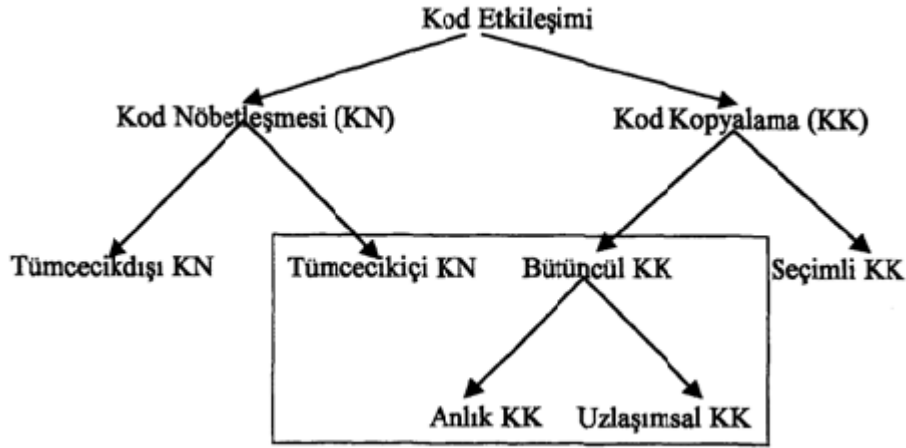 Kod Etkileşimi
Kod Nöbetleşmesi (KN) Kod Kopyalama (KK)
Tümcecikdışı KN Tümcecikiçi KN Bütüncül KK Seçimli KK
Anlık KK Uzlaşımsal KK